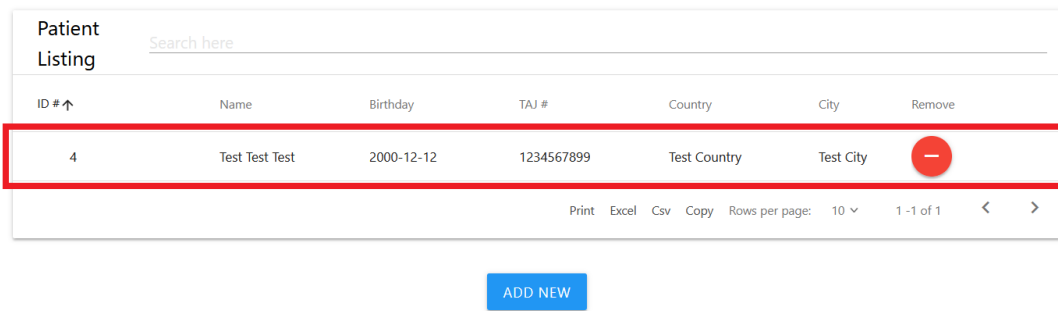 Patient
Listing
Search here
ID # Name Birthday TAJ # Country City Remove
4 Test Test Test 2000-12-12 1234567899 Test Country Test City
Print Excel Csv Copy Rows per page: 10 1 -1 of 1
ADD NEW